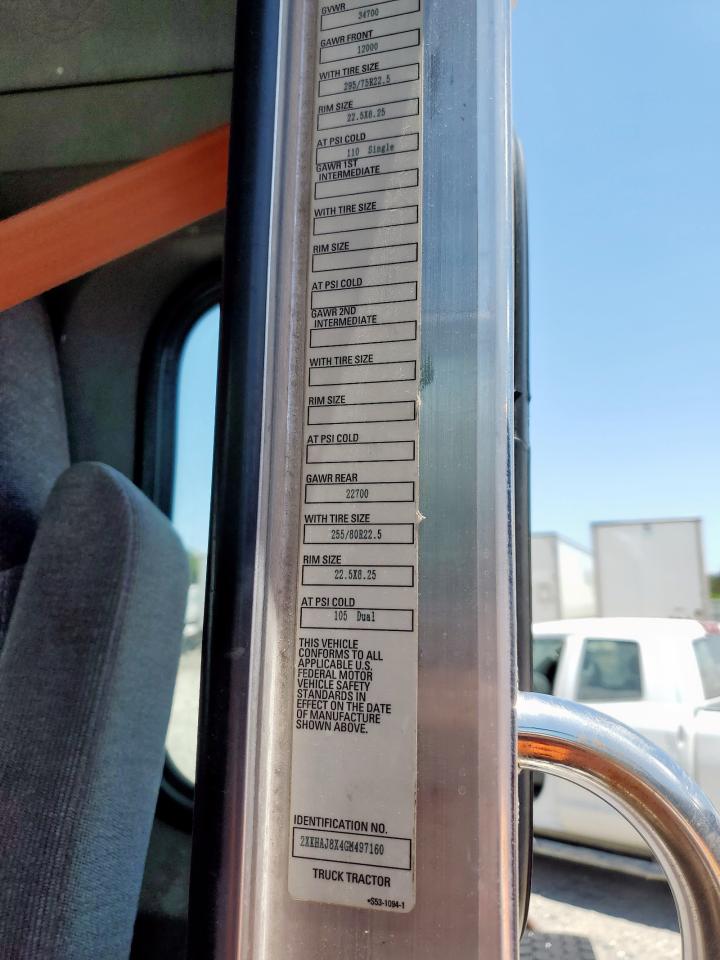 GVWR
34700
GAWR FRONT
12000
WITH TIRE SIZE
295/75R22.5
RIM SIZE
22.5X8.25
AT PSI COLD
110 Single
GAWR 1ST
INTERMEDIATE
WITH TIRE SIZE
RIM SIZE
AT PSI COLD
GAWR 2ND
INTERMEDIATE
WITH TIRE SIZE
RIM SIZE
AT PSI COLD
GAWR REAR
22700
WITH TIRE SIZE
255/80R22.5
RIM SIZE
22.5X8.25
AT PSI COLD
105 Dual
THIS VEHICLE
CONFORMS TO ALL
APPLICABLE U.S.
FEDERAL MOTOR
VEHICLE SAFETY
STANDARDS IN
EFFECT ON THE DATE
OF MANUFACTURE
SHOWN ABOVE.
IDENTIFICATION NO.
2XKHAJ8X4GM497160
TRUCK TRACTOR
*S53-1094-1